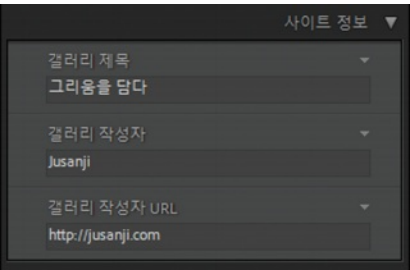 사이트 정보
갤러리 제목
그리움을 담다
갤러리 작성자
Jusanji
갤러리 작성자 URL
http://jusanji.com